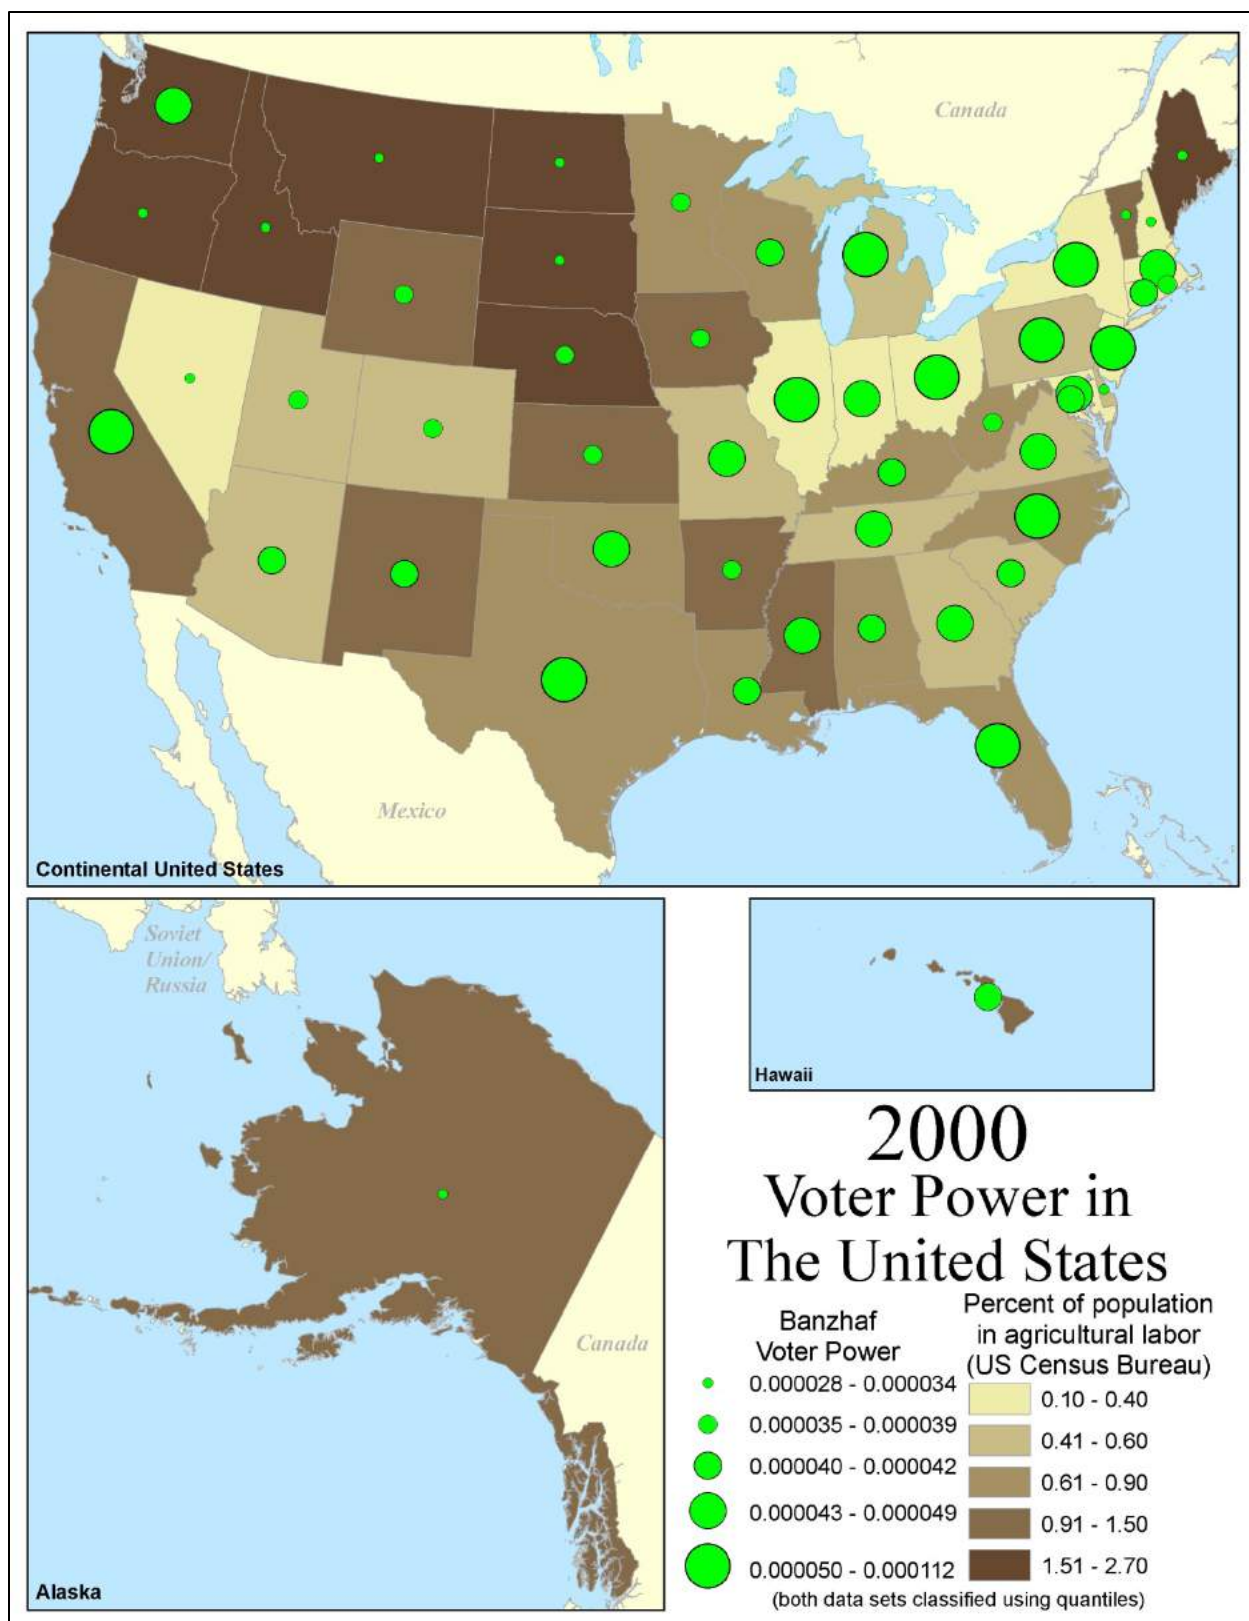 Canada
Mexico
Continental United States
Soviet
Union/
Russia
Canada
Alaska
Hawaii
2000
Voter Power in
The United States
Banzhaf
Voter Power
0.000028 - 0.000034
0.000035 - 0.000039
0.000040 - 0.000042
0.000043 - 0.000049
0.000050 - 0.000112
Percent of population
in agricultural labor
(US Census Bureau)
0.10 - 0.40
0.41 - 0.60
0.61 - 0.90
0.91 - 1.50
1.51 - 2.70
(both data sets classified using quantiles)